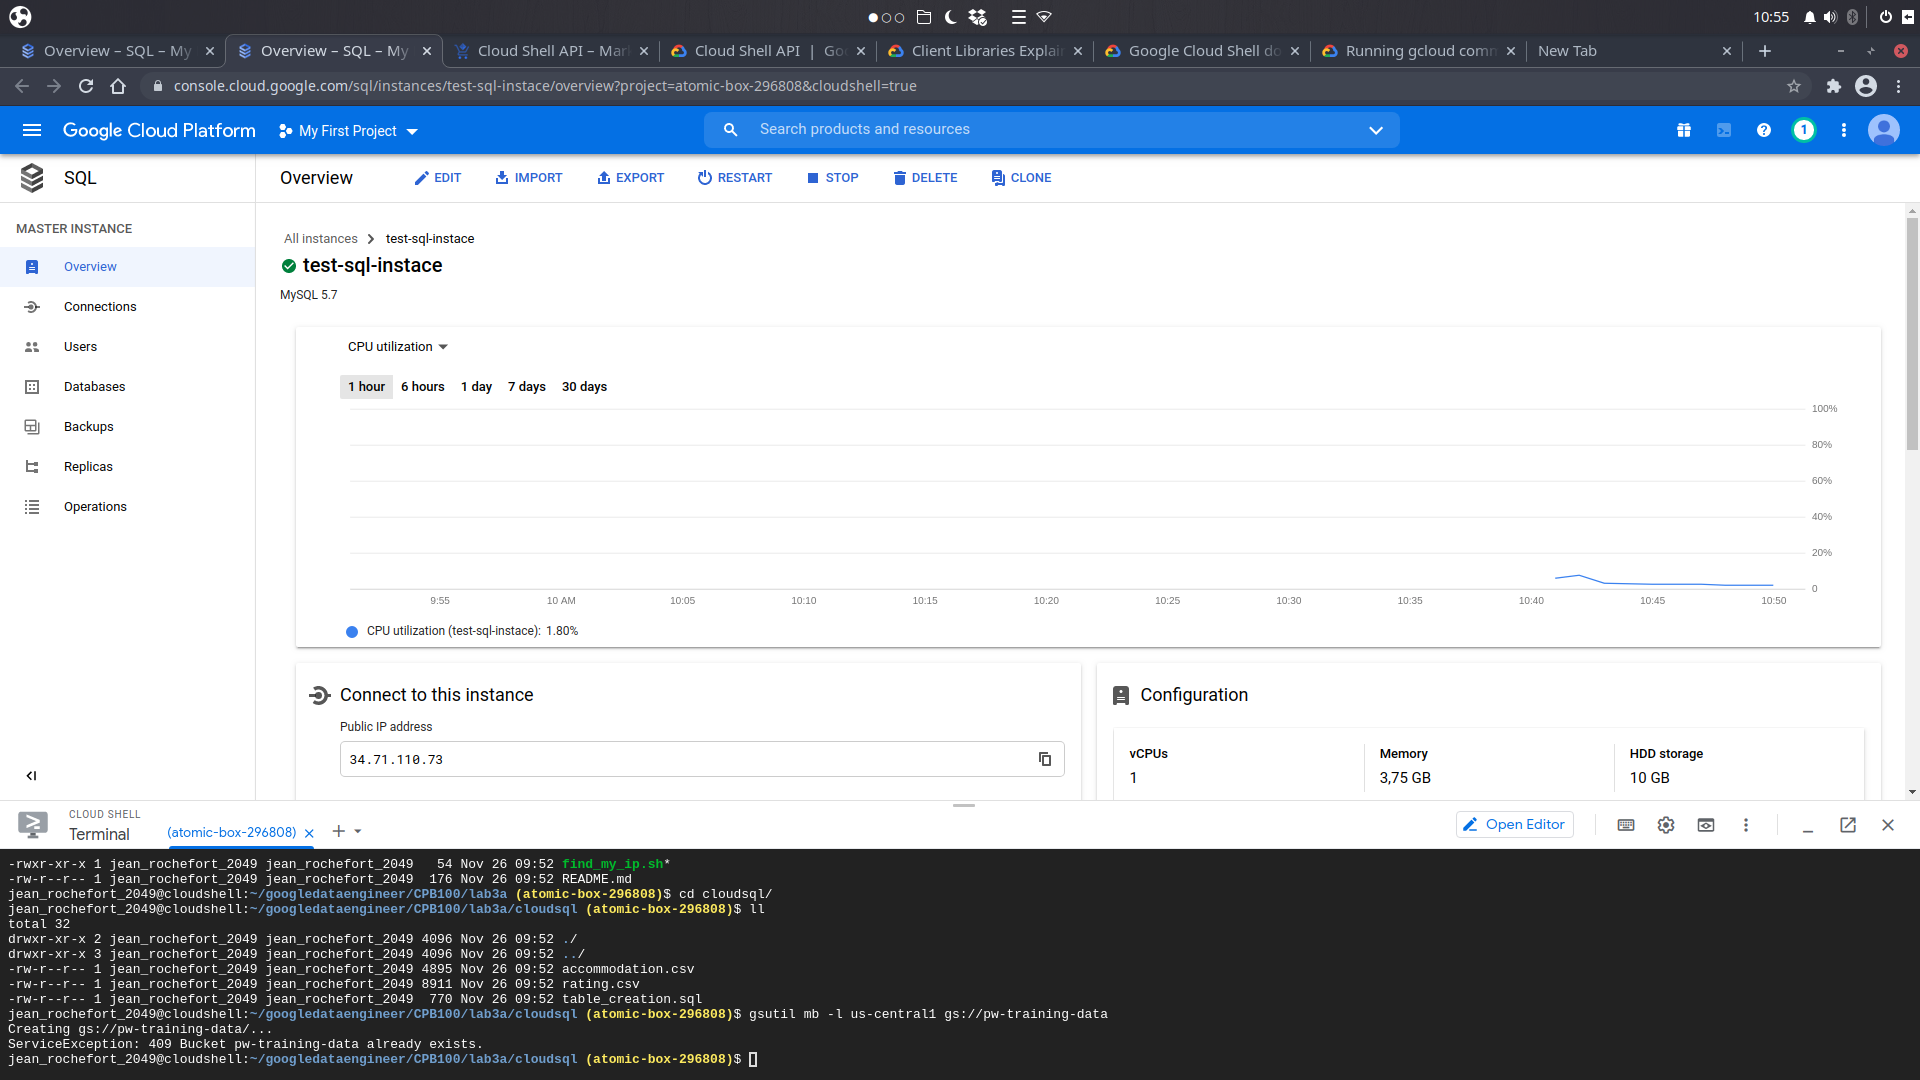 10:55
Overview – SQL – My
Overview – SQL – My
Cloud Shell API – Mar
Cloud Shell API | Goo
Client Libraries Explai
Google Cloud Shell do
Running gcloud comm
New Tab
console.cloud.google.com/sql/instances/test-sql-instace/overview?project=atomic-box-296808&cloudshell=true
Google Cloud Platform
My First Project
Search products and resources
1
SQL
Overview
EDIT
IMPORT
EXPORT
RESTART
STOP
DELETE
CLONE
MASTER INSTANCE
Overview
Connections
Users
Databases
Backups
Replicas
Operations
All instances
test-sql-instace
test-sql-instace
MySQL 5.7
CPU utilization
1 hour 6 hours 1 day 7 days 30 days
100%
80%
60%
40%
20%
0
9:55 10 AM 10:05 10:10 10:15 10:20 10:25 10:30 10:35 10:40 10:45 10:50
CPU utilization (test-sql-instace): 1.80%
Connect to this instance
Public IP address
34.71.110.73
Configuration
vCPUs
1
Memory
3,75 GB
HDD storage
10 GB
CLOUD SHELL
Terminal
(atomic-box-296808)
Open Editor
-rwxr-xr-x 1 jean_rochefort_2049 jean_rochefort_2049   54 Nov 26 09:52 find_my_ip.sh*
-rw-r--r-- 1 jean_rochefort_2049 jean_rochefort_2049  176 Nov 26 09:52 README.md
jean_rochefort_2049@cloudshell:~/googledataengineer/CPB100/lab3a (atomic-box-296808)$ cd cloudsql/
jean_rochefort_2049@cloudshell:~/googledataengineer/CPB100/lab3a/cloudsql (atomic-box-296808)$ ll
total 32
drwxr-xr-x 2 jean_rochefort_2049 jean_rochefort_2049 4096 Nov 26 09:52 ./
drwxr-xr-x 3 jean_rochefort_2049 jean_rochefort_2049 4096 Nov 26 09:52 ../
-rw-r--r-- 1 jean_rochefort_2049 jean_rochefort_2049 4895 Nov 26 09:52 accommodation.csv
-rw-r--r-- 1 jean_rochefort_2049 jean_rochefort_2049 8911 Nov 26 09:52 rating.csv
-rw-r--r-- 1 jean_rochefort_2049 jean_rochefort_2049  770 Nov 26 09:52 table_creation.sql
jean_rochefort_2049@cloudshell:~/googledataengineer/CPB100/lab3a/cloudsql (atomic-box-296808)$ gsutil mb -l us-central1 gs://pw-training-data
Creating gs://pw-training-data/...
ServiceException: 409 Bucket pw-training-data already exists.
jean_rochefort_2049@cloudshell:~/googledataengineer/CPB100/lab3a/cloudsql (atomic-box-296808)$